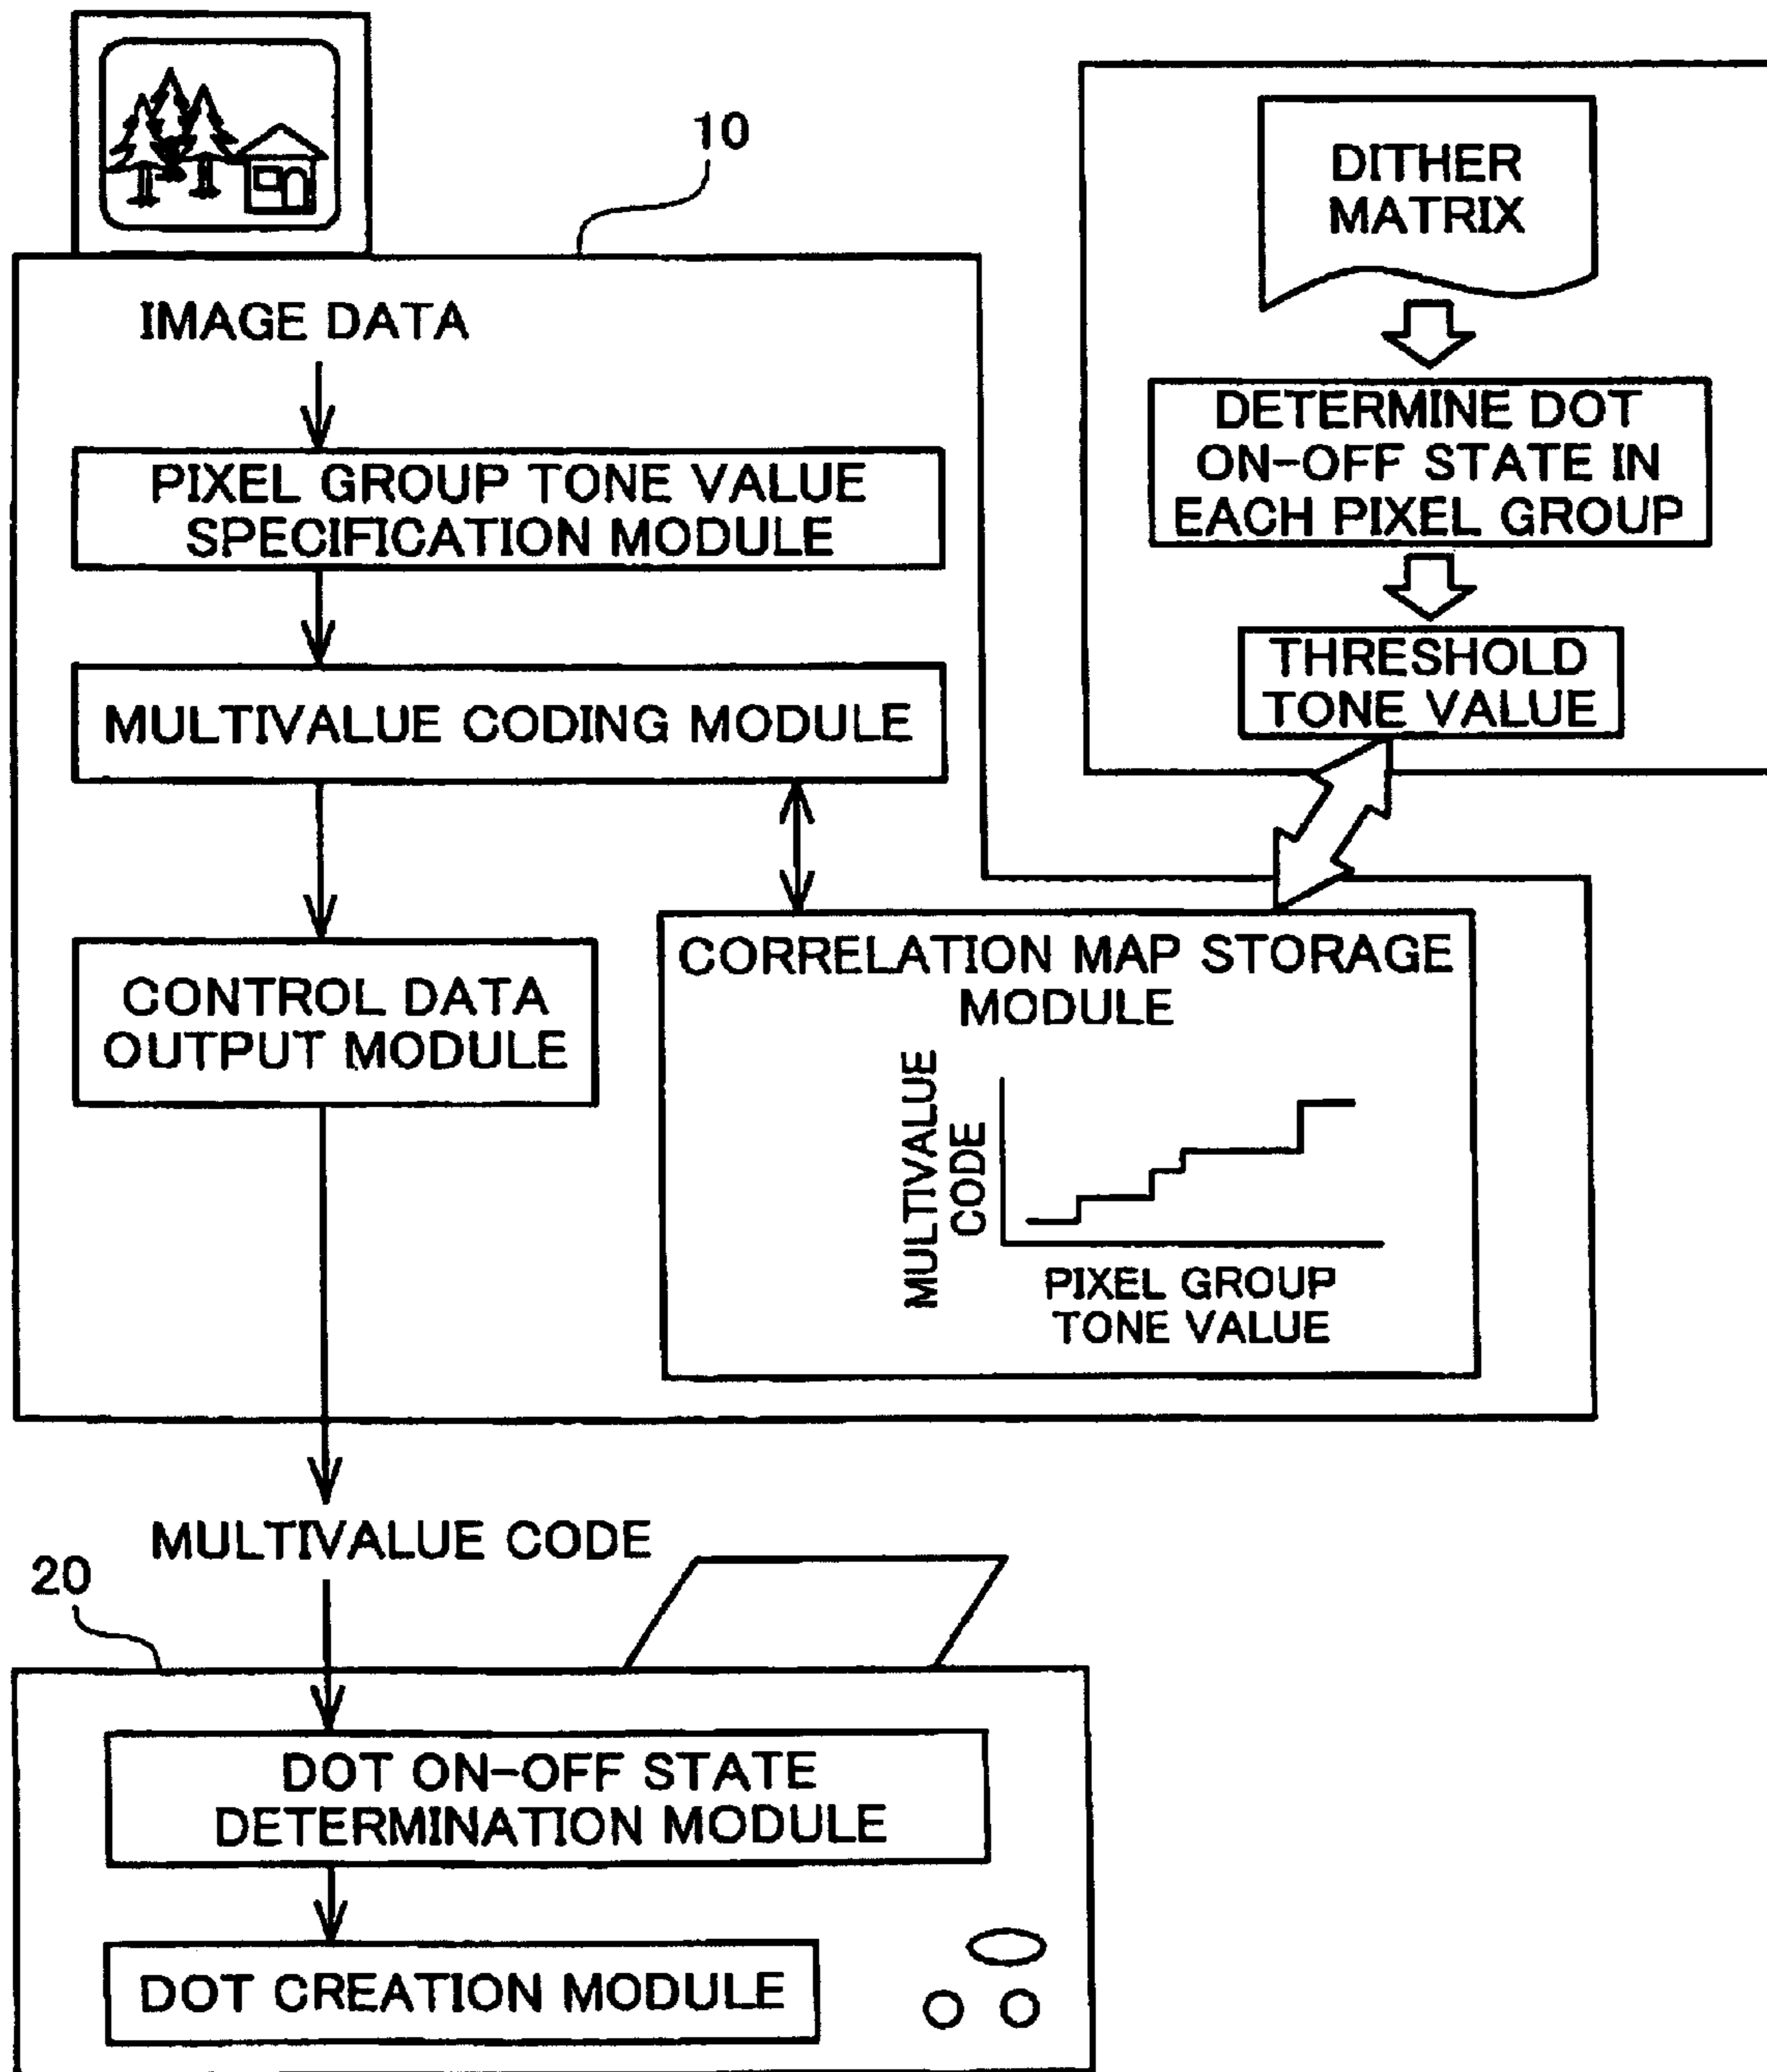 10
IMAGE DATA
PIXEL GROUP TONE VALUE
SPECIFICATION MODULE
MULTIVALUE CODING MODULE
CONTROL DATA
OUTPUT MODULE
DITHER
MATRIX
DETERMINE DOT
ON-OFF STATE IN
EACH PIXEL GROUP
THRESHOLD
TONE VALUE
CORRELATION MAP STORAGE
MODULE
MULTIVALUE
CODE
PIXEL GROUP
TONE VALUE
MULTIVALUE CODE
20
DOT ON-OFF STATE
DETERMINATION MODULE
DOT CREATION MODULE